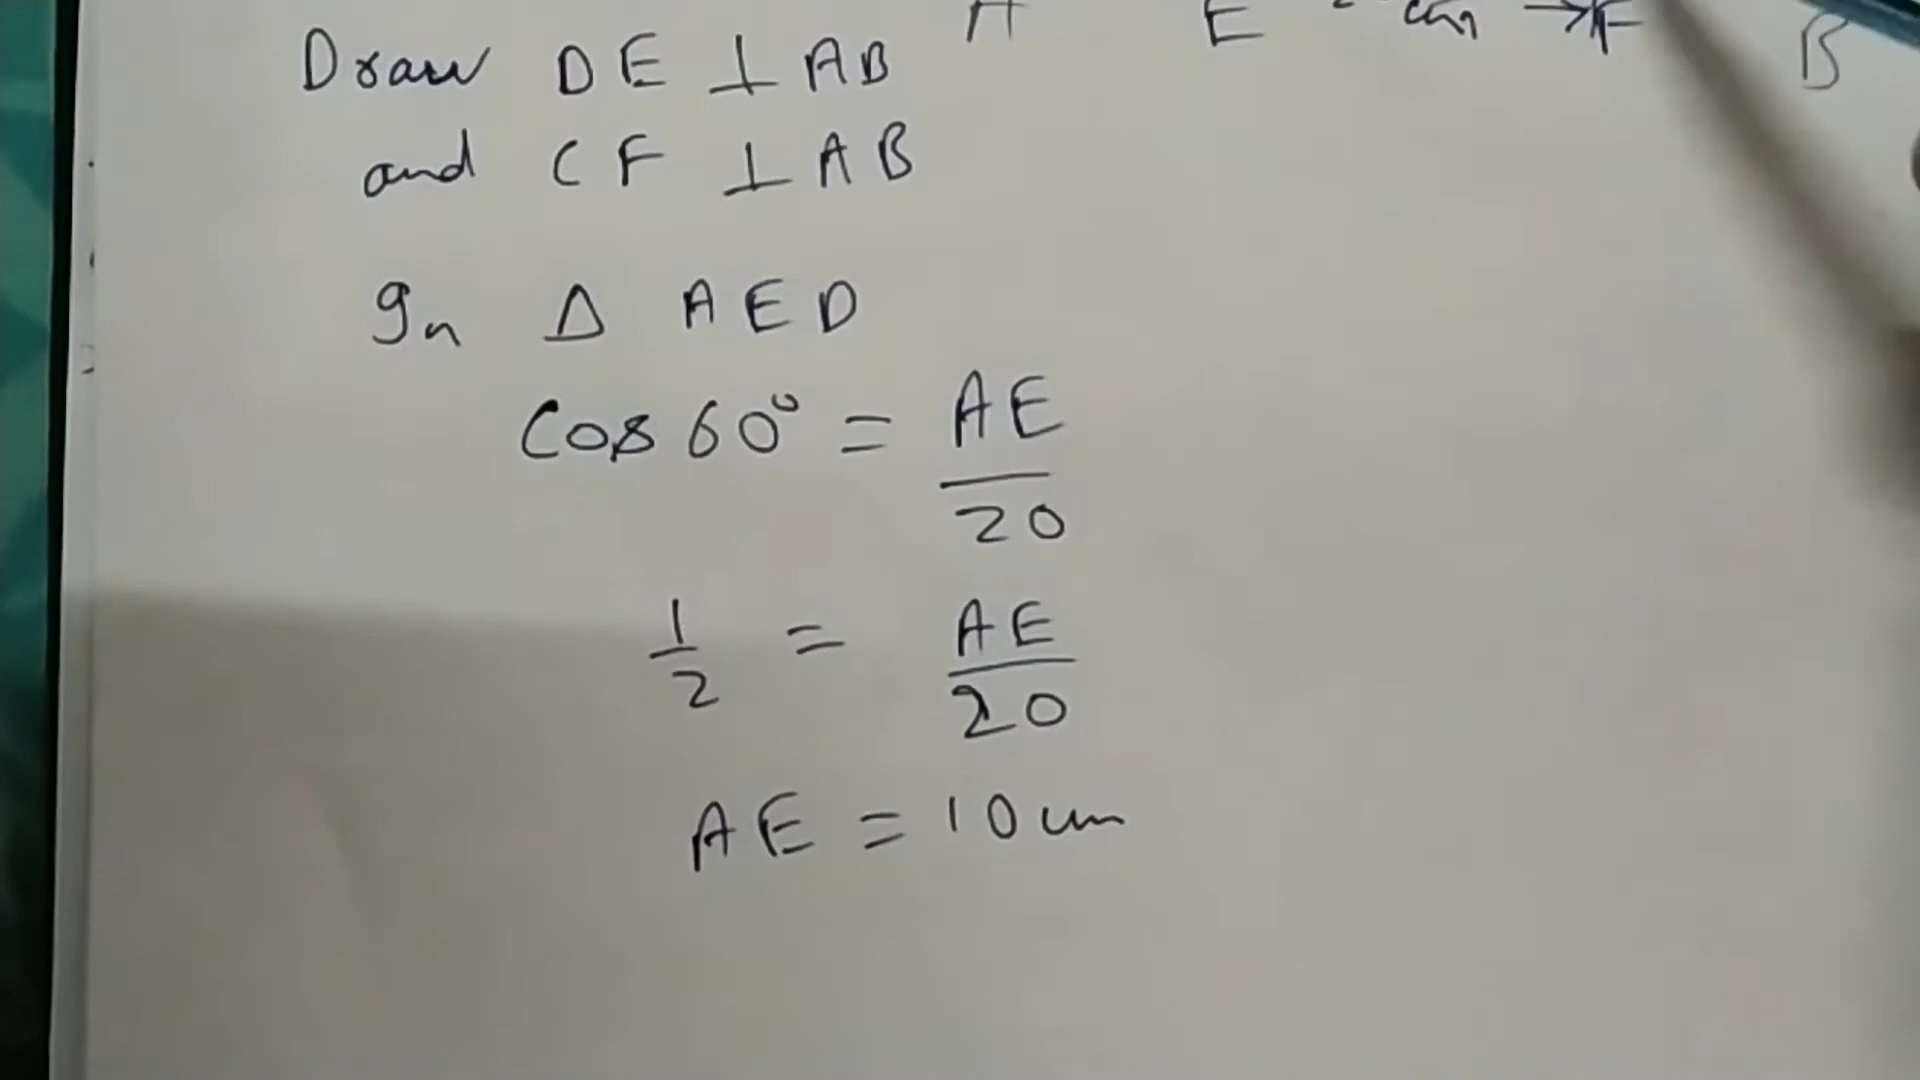 A E cm → F B
Draw DE ⊥ AB
and CF ⊥ AB
In Δ AED
Cos 60° = AE/20
1/2 = AE/20
AE = 10 cm